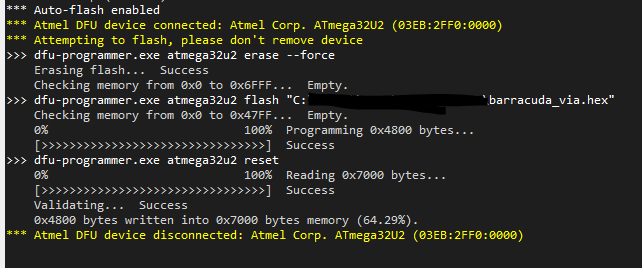 *** Auto-flash enabled
*** Atmel DFU device connected: Atmel Corp. ATmega32U2 (03EB:2FF0:0000)
*** Attempting to flash, please don't remove device
>>> dfu-programmer.exe atmega32u2 erase --force
Erasing flash... Success
Checking memory from 0x0 to 0x6FFF... Empty.
>>> dfu-programmer.exe atmega32u2 flash "C: \barracuda_via.hex"
Checking memory from 0x0 to 0x47FF... Empty.
0% 100% Programming 0x4800 bytes...
[>>>>>>>>>>>>>>>>>>>>>>>>>>>>>>>>] Success
>>> dfu-programmer.exe atmega32u2 reset
0% 100% Reading 0x7000 bytes...
[>>>>>>>>>>>>>>>>>>>>>>>>>>>>>>>>] Success
Validating... Success
0x4800 bytes written into 0x7000 bytes memory (64.29%).
*** Atmel DFU device disconnected: Atmel Corp. ATmega32U2 (03EB:2FF0:0000)